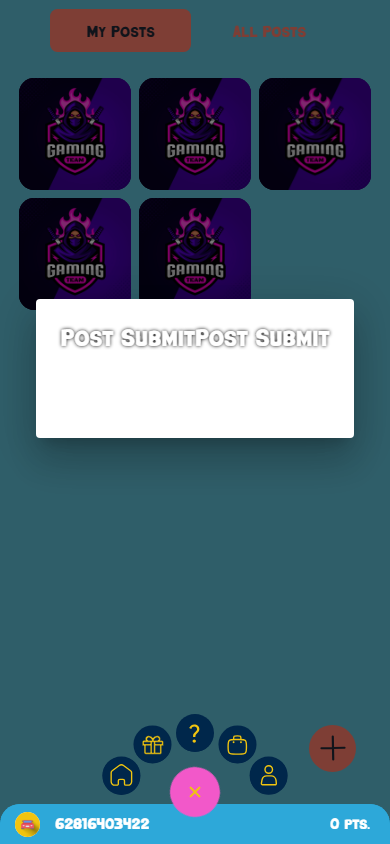 My Posts
All Posts
GAMING
TEAM
GAMING
TEAM
GAMING
TEAM
GAMING
TEAM
GAMING
TEAM
Post SubmitPost Submit
?
62816403422
0 PTS.